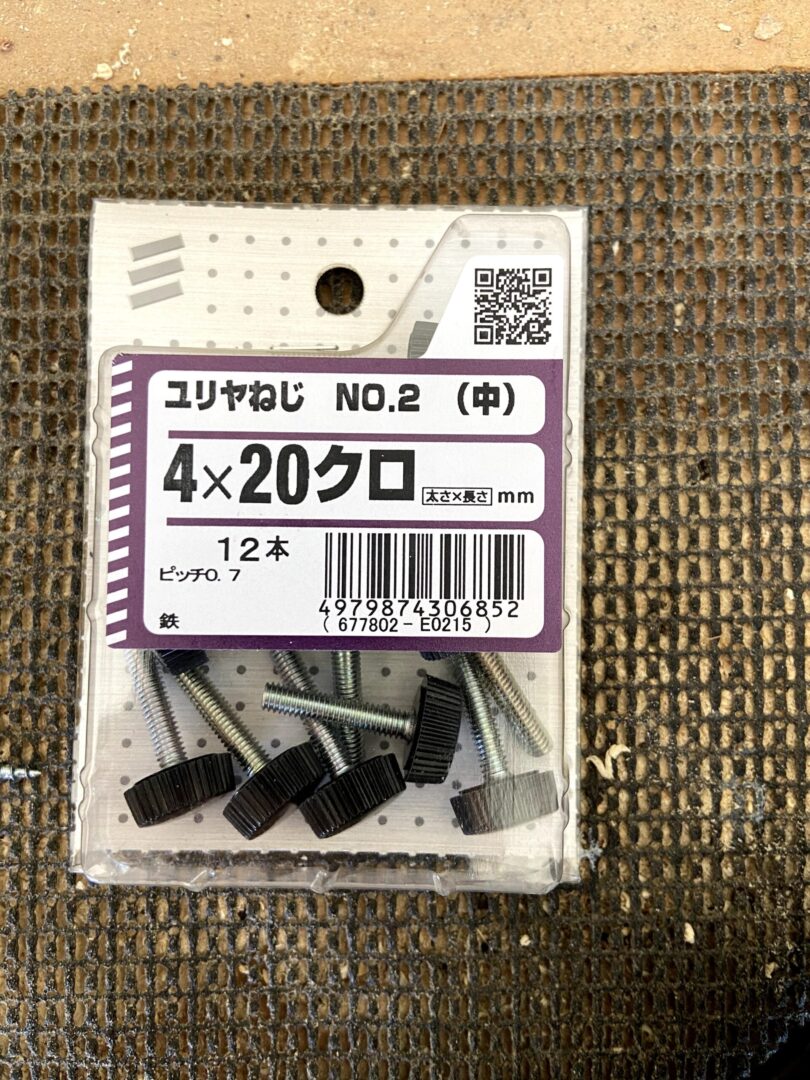 ユリヤねじ NO.2 （中）
4×20クロ 太さ×長さ mm
12本
ピッチ0.7
鉄
4979874306852
( 677802－E0215 )